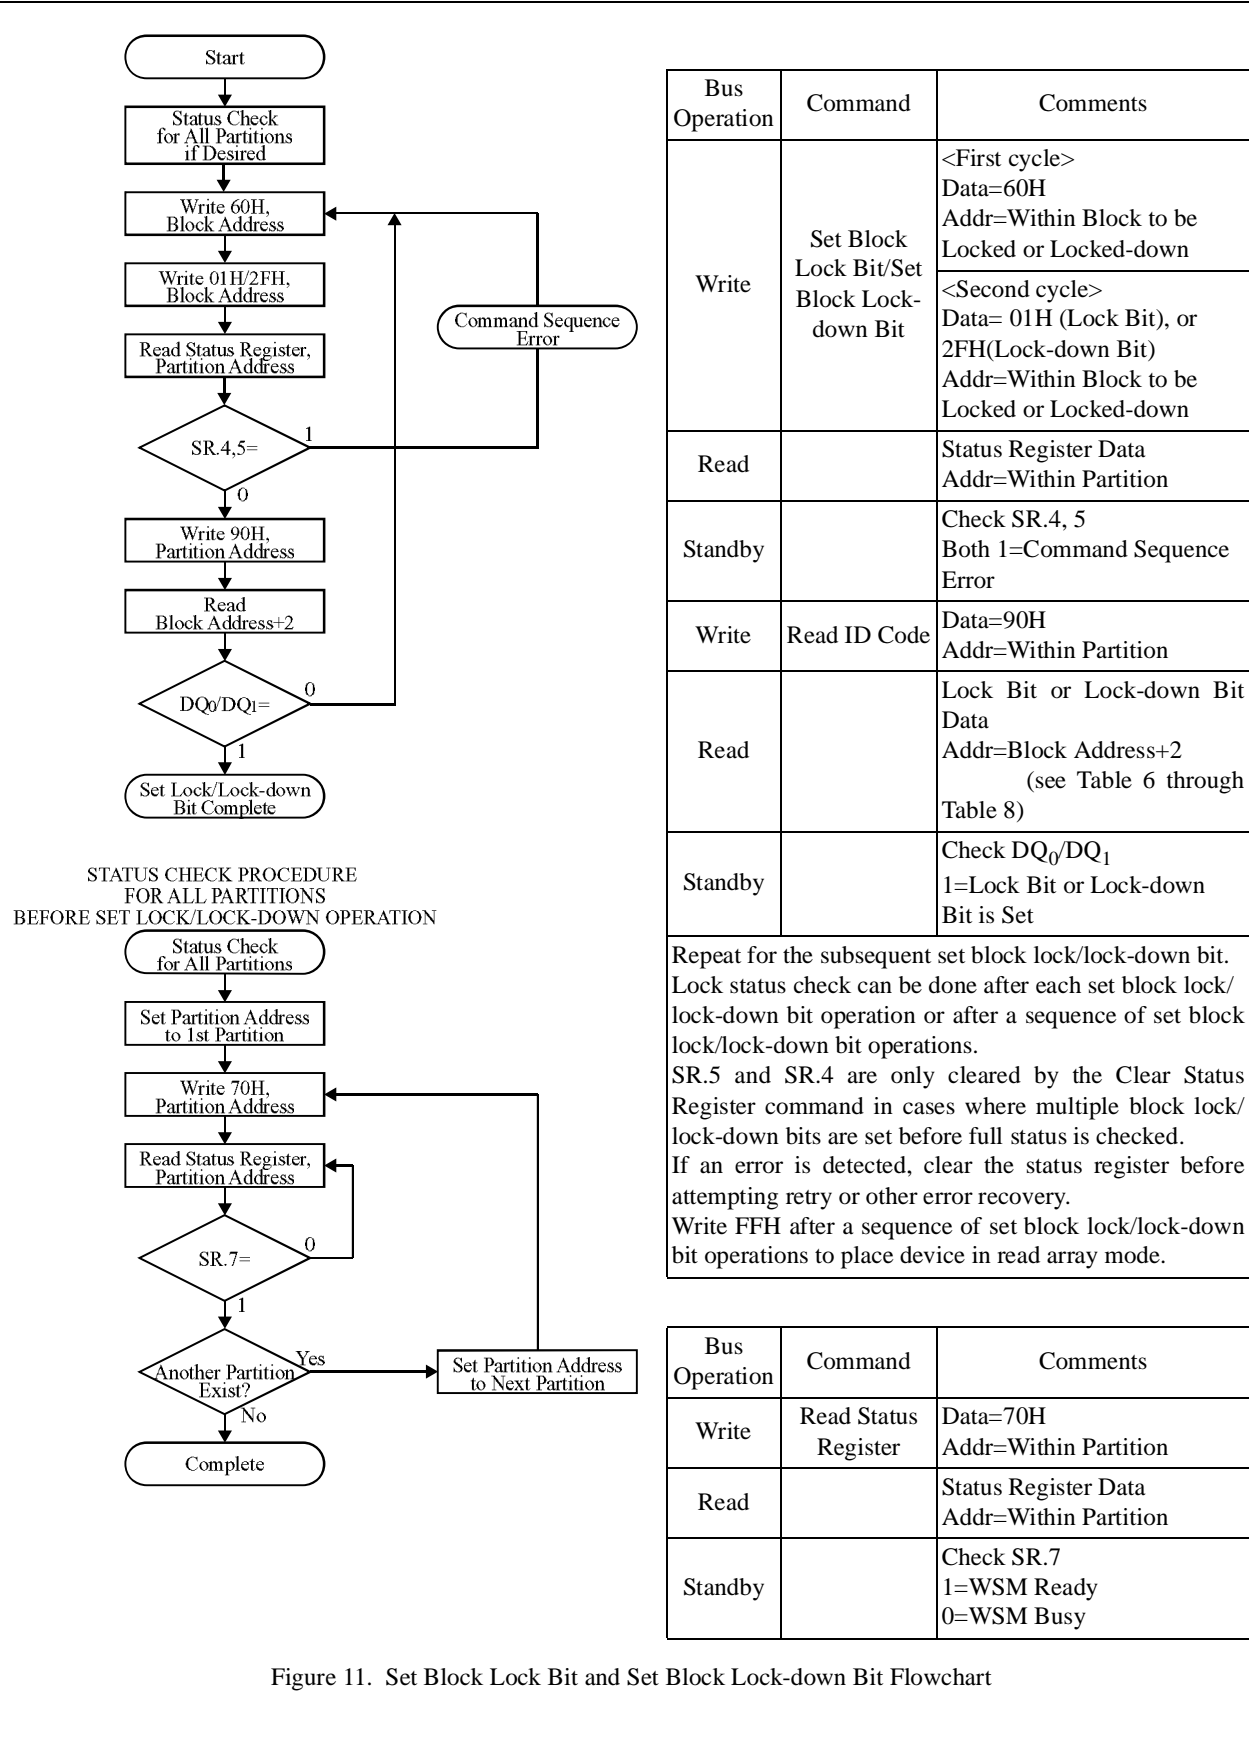 Start
Status Check
for All Partitions
if Desired
Write 60H,
Block Address
Write 01H/2FH,
Block Address
Read Status Register,
Partition Address
Command Sequence
Error
SR.4,5=
1
0
Write 90H,
Partition Address
Read
Block Address+2
DQ0/DQ1=
0
1
Set Lock/Lock-down
Bit Complete
STATUS CHECK PROCEDURE
FOR ALL PARTITIONS
BEFORE SET LOCK/LOCK-DOWN OPERATION
Status Check
for All Partitions
Set Partition Address
to 1st Partition
Write 70H,
Partition Address
Read Status Register,
Partition Address
SR.7=
0
1
Another Partition
Exist?
Yes
No
Set Partition Address
to Next Partition
Complete
Bus
Operation
Command
Comments
Write
Set Block
Lock Bit/Set
Block Lock-
down Bit
<First cycle>
Data=60H
Addr=Within Block to be
Locked or Locked-down
<Second cycle>
Data= 01H (Lock Bit), or
2FH(Lock-down Bit)
Addr=Within Block to be
Locked or Locked-down
Read
Status Register Data
Addr=Within Partition
Standby
Check SR.4, 5
Both 1=Command Sequence
Error
Write
Read ID Code
Data=90H
Addr=Within Partition
Read
Lock Bit or Lock-down Bit
Data
Addr=Block Address+2
(see Table 6 through
Table 8)
Standby
Check DQ0/DQ1
1=Lock Bit or Lock-down
Bit is Set
Repeat for the subsequent set block lock/lock-down bit.
Lock status check can be done after each set block lock/
lock-down bit operation or after a sequence of set block
lock/lock-down bit operations.
SR.5 and SR.4 are only cleared by the Clear Status
Register command in cases where multiple block lock/
lock-down bits are set before full status is checked.
If an error is detected, clear the status register before
attempting retry or other error recovery.
Write FFH after a sequence of set block lock/lock-down
bit operations to place device in read array mode.
Bus
Operation
Command
Comments
Write
Read Status
Register
Data=70H
Addr=Within Partition
Read
Status Register Data
Addr=Within Partition
Standby
Check SR.7
1=WSM Ready
0=WSM Busy
Figure 11. Set Block Lock Bit and Set Block Lock-down Bit Flowchart